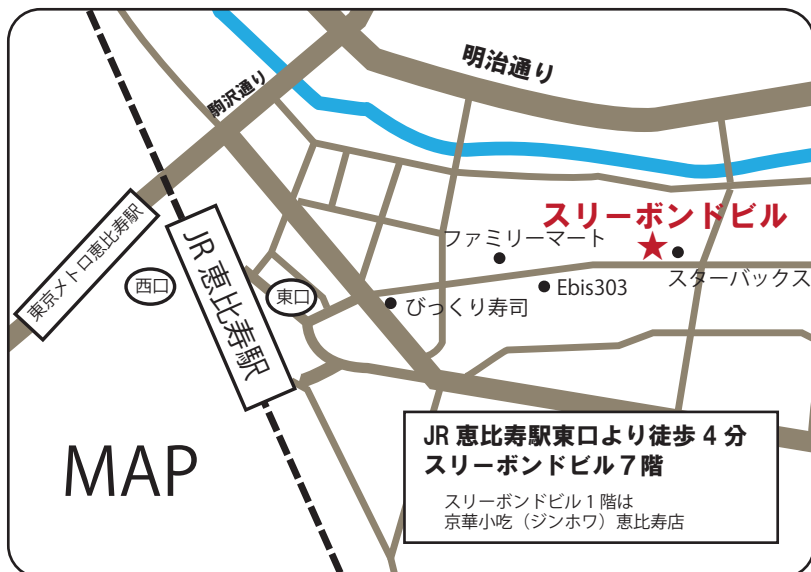 明治通り
駒沢通り
東京メトロ恵比寿駅
JR 恵比寿駅
西口
東口
スリーボンドビル
ファミリーマート
スターバックス
Ebis303
びっくり寿司
MAP
JR 恵比寿駅東口より徒歩 4 分
スリーボンドビル 7 階
スリーボンドビル 1 階は
京華小吃（ジンホワ）恵比寿店